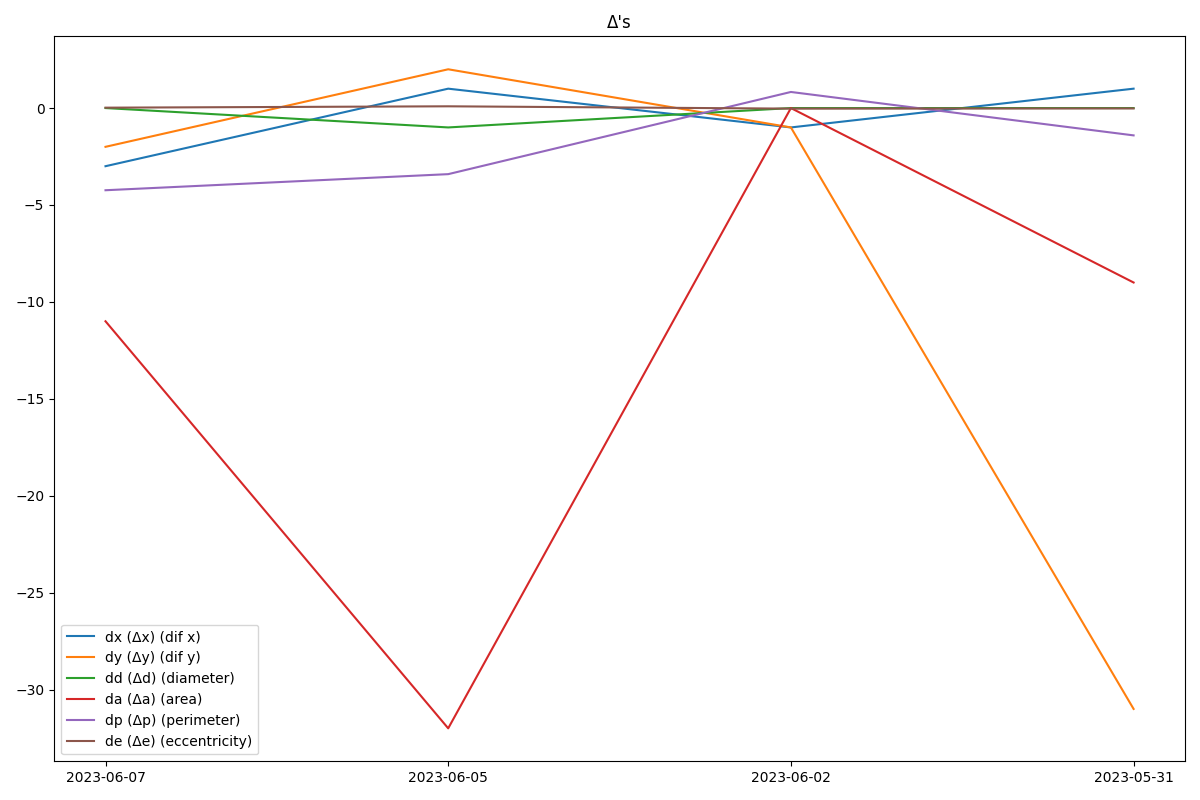 Δ's
0
−5
−10
−15
−20
−25
−30
dx (Δx) (dif x)
dy (Δy) (dif y)
dd (Δd) (diameter)
da (Δa) (area)
dp (Δp) (perimeter)
de (Δe) (eccentricity)
2023-06-07 2023-06-05 2023-06-02 2023-05-31